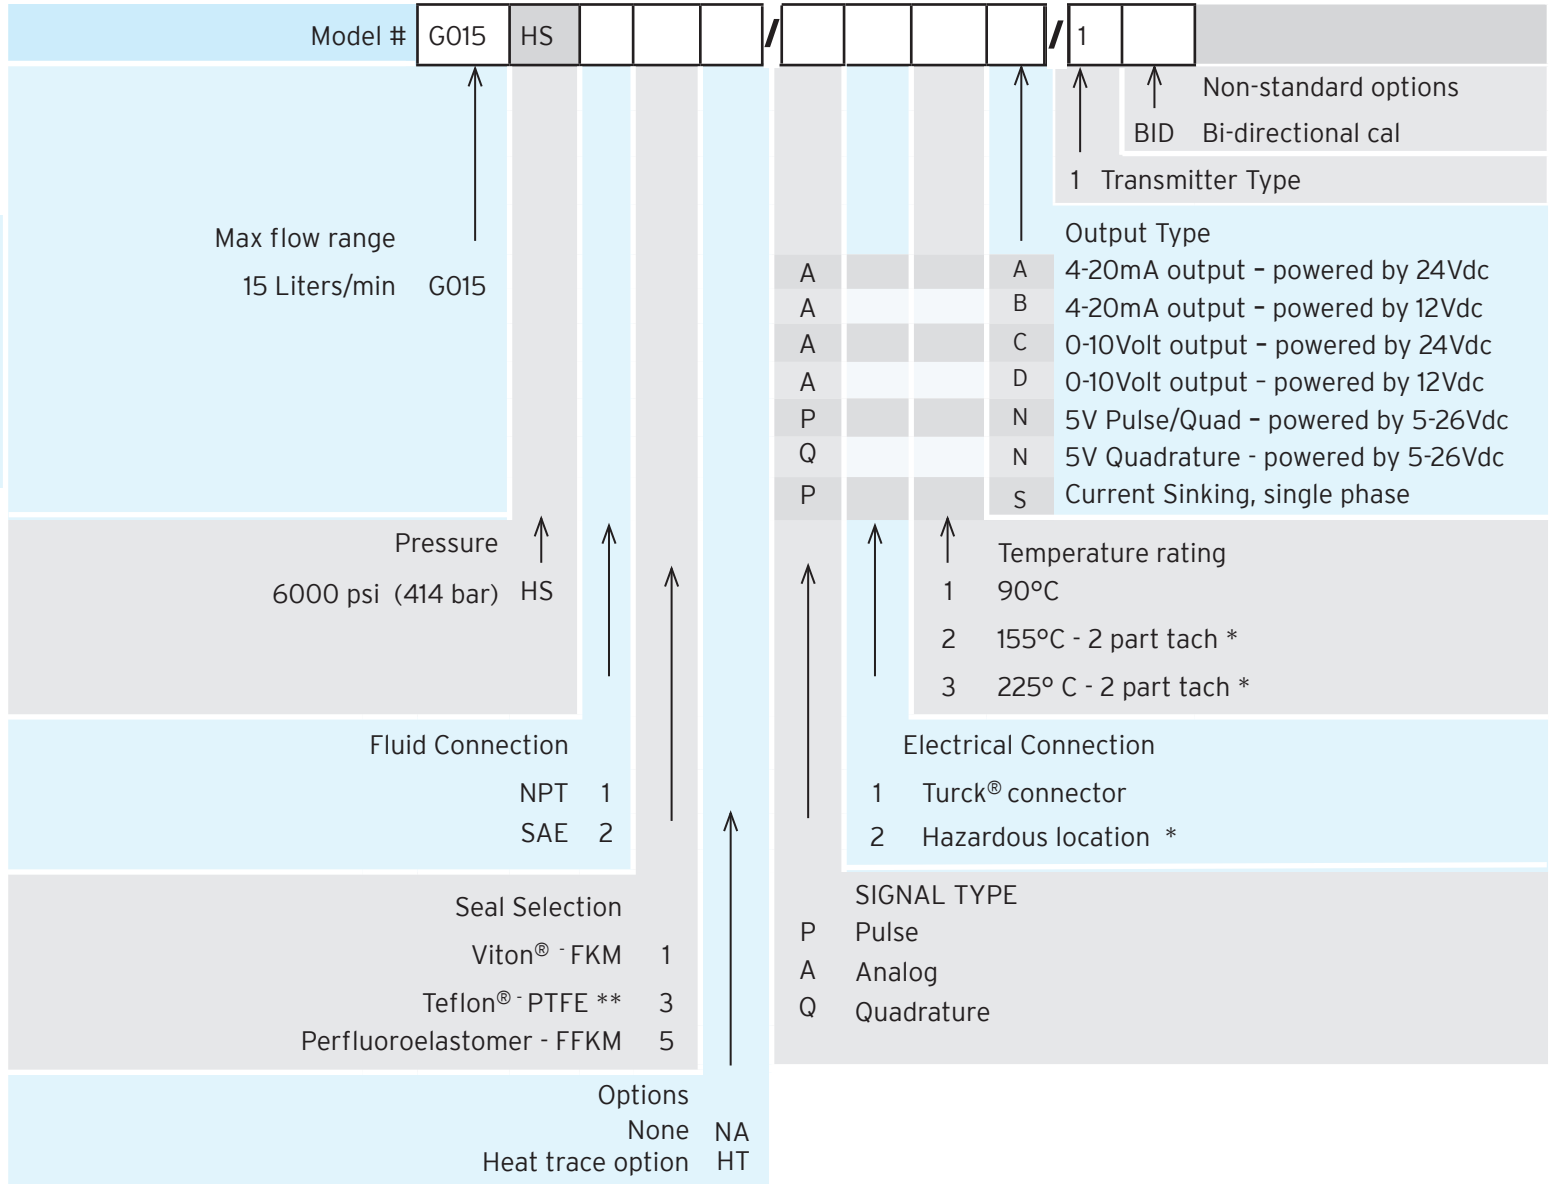 Model # G015 HS / / 1
Non-standard options
BID Bi-directional cal
1 Transmitter Type
Max flow range
15 Liters/min G015
Output Type
A A 4-20mA output – powered by 24Vdc
A B 4-20mA output – powered by 12Vdc
A C 0-10Volt output – powered by 24Vdc
A D 0-10Volt output - powered by 12Vdc
P N 5V Pulse/Quad – powered by 5-26Vdc
Q N 5V Quadrature - powered by 5-26Vdc
P S Current Sinking, single phase
Pressure
6000 psi (414 bar) HS
Temperature rating
1 90ºC
2 155ºC - 2 part tach *
3 225º C - 2 part tach *
Fluid Connection
NPT 1
SAE 2
Electrical Connection
1 Turck® connector
2 Hazardous location *
Seal Selection
Viton® - FKM 1
Teflon® - PTFE ** 3
Perfluoroelastomer - FFKM 5
SIGNAL TYPE
P Pulse
A Analog
Q Quadrature
Options
None NA
Heat trace option HT